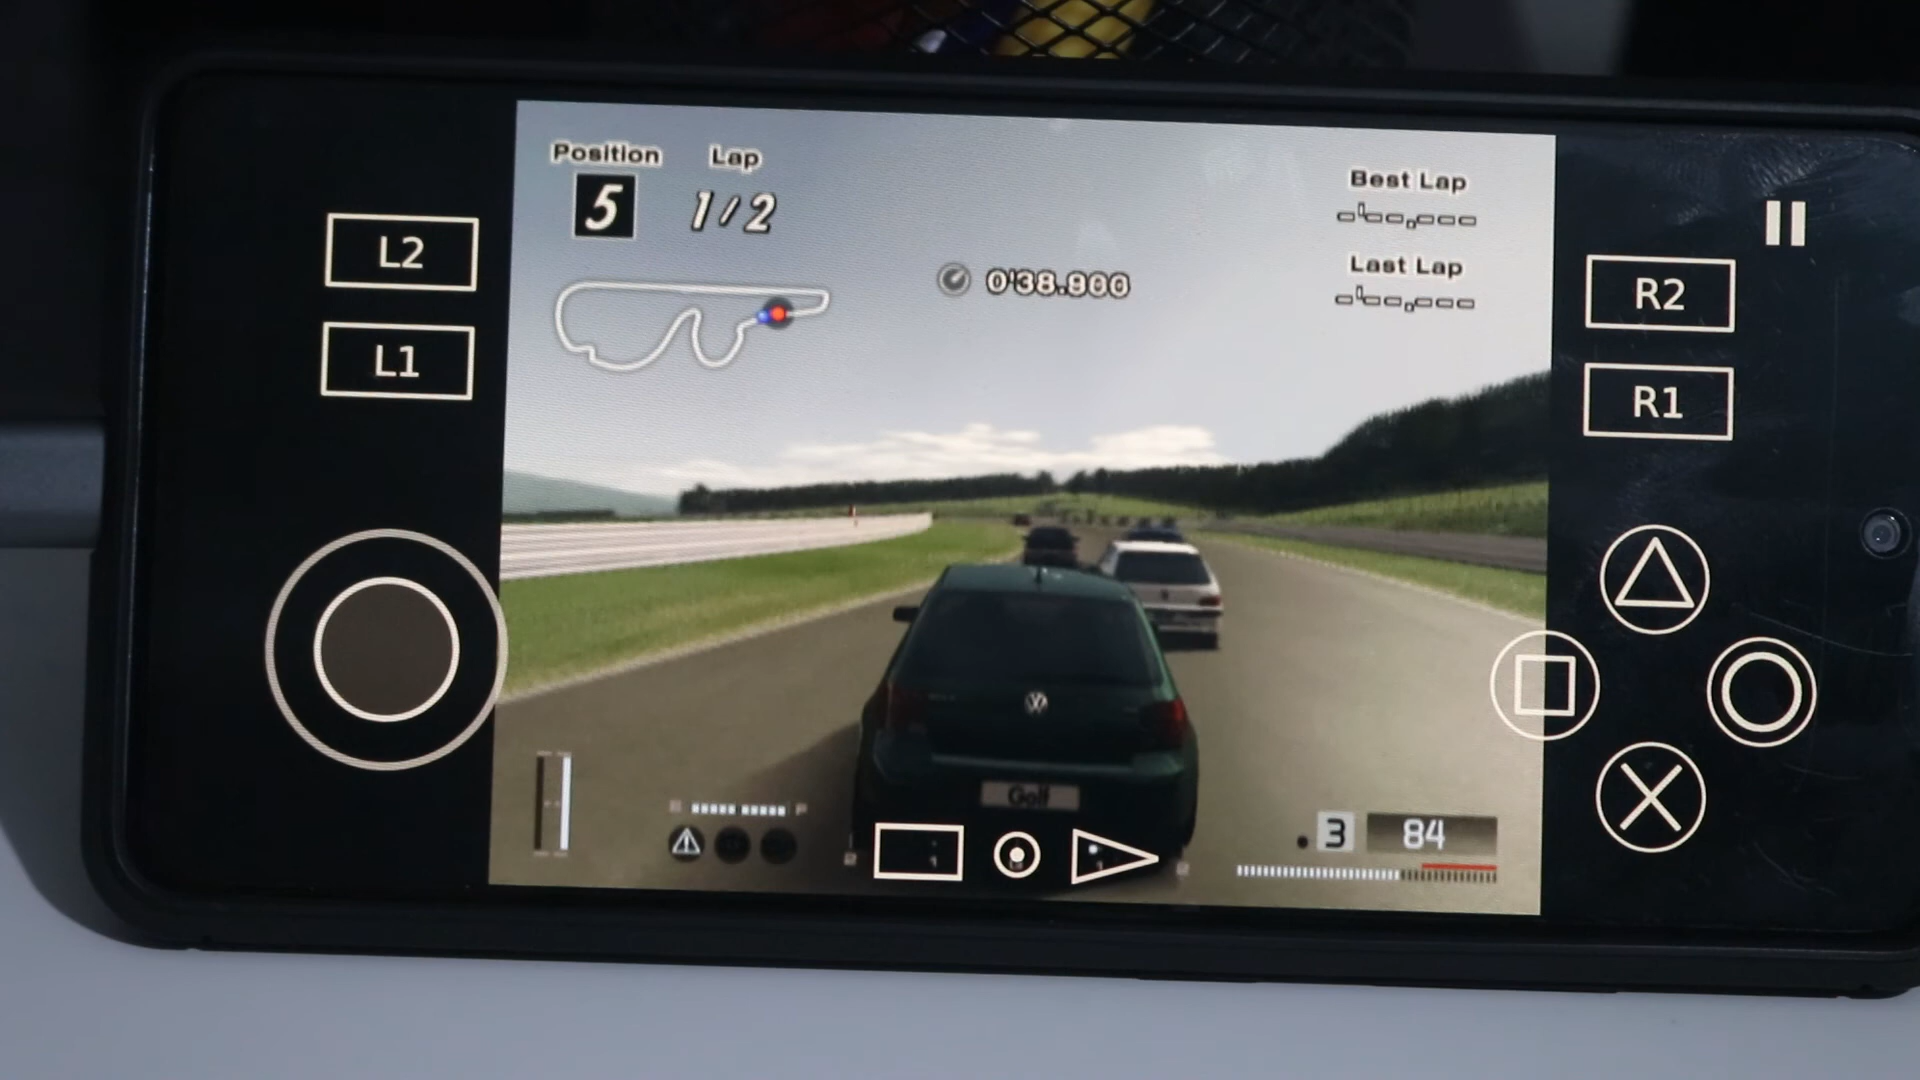 Position Lap
5 1/2
Best Lap
L2
Last Lap
0'38.900
R2
L1
R1
Golf
3 84